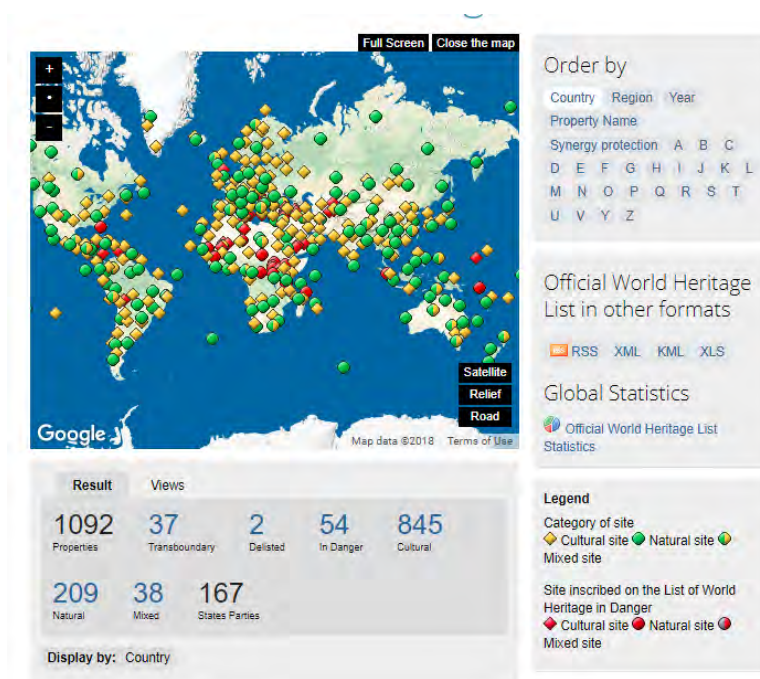 Full Screen
Close the map
+
•
−
Satellite
Relief
Road
Google
Map data ©2018 Terms of Use
Result Views
1092 37 2 54 845
Properties Transboundary Delisted In Danger Cultural
209 38 167
Natural Mixed States Parties
Display by: Country
Order by
Country Region Year
Property Name
Synergy protection A B C
D E F G H I J K L
M N O P Q R S T
U V Y Z
Official World Heritage
List in other formats
RSS XML KML XLS
Global Statistics
Official World Heritage List
Statistics
Legend
Category of site
Cultural site Natural site
Mixed site
Site inscribed on the List of World
Heritage in Danger
Cultural site Natural site
Mixed site